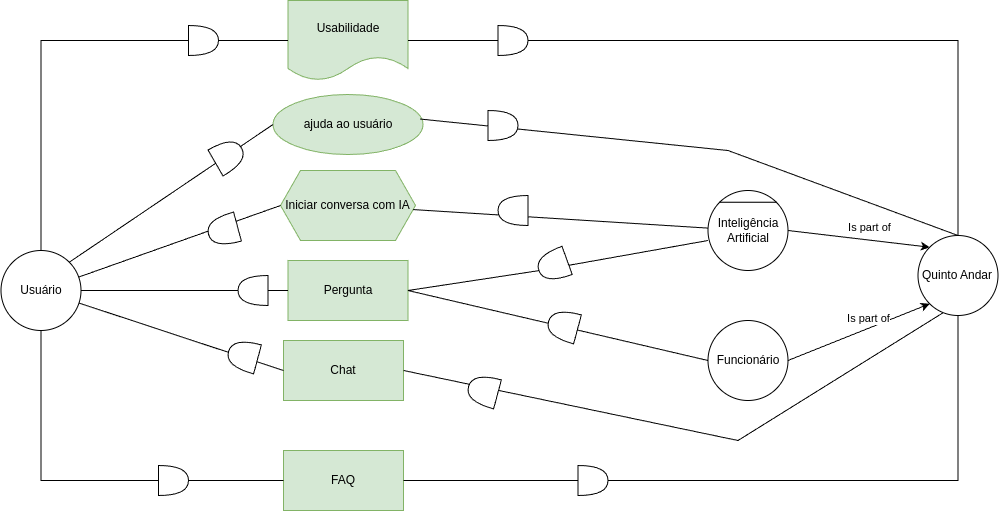 Usabilidade
ajuda ao usuário
Iniciar conversa com IA
Inteligência
Artificial
Is part of
Usuário
Pergunta
Quinto Andar
Is part of
Chat
Funcionário
FAQ